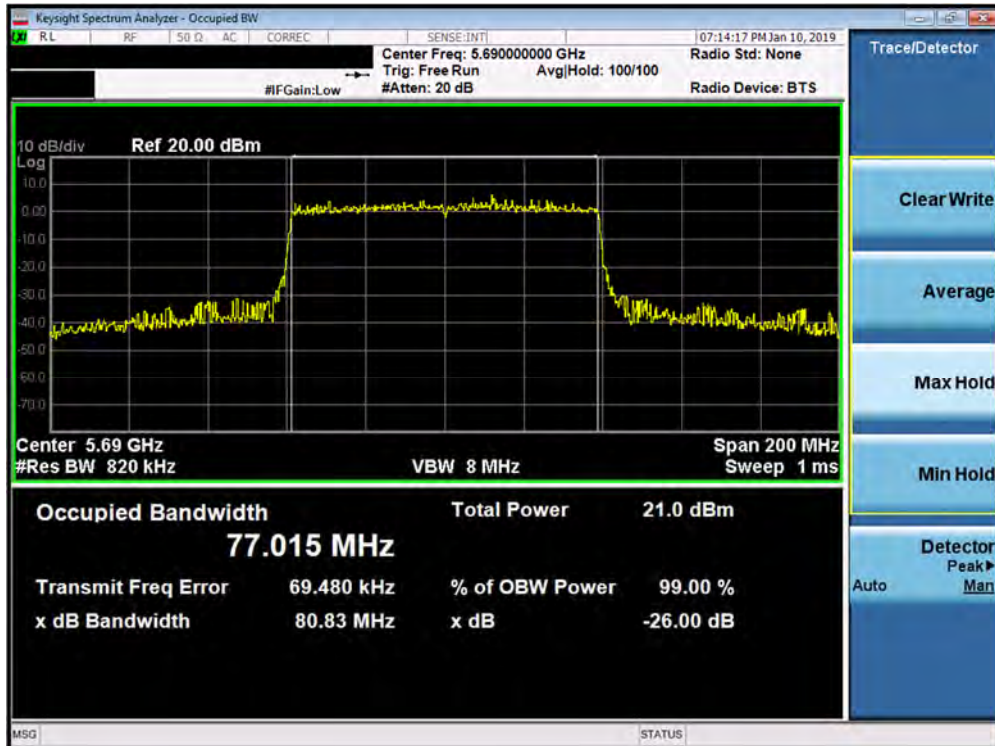 Keysight Spectrum Analyzer - Occupied BW
LXI RL RF 50 Ω AC CORREC SENSE:INT 07:14:17 PM Jan 10, 2019
Center Freq: 5.690000000 GHz Radio Std: None
Trig: Free Run Avg|Hold: 100/100
#IFGain:Low #Atten: 20 dB Radio Device: BTS
Trace/Detector
10 dB/div Ref 20.00 dBm
Log
10.0
0.00
-10.0
-20.0
-30.0
-40.0
-50.0
-60.0
-70.0
Center 5.69 GHz Span 200 MHz
#Res BW 820 kHz VBW 8 MHz Sweep 1 ms
Occupied Bandwidth Total Power 21.0 dBm
77.015 MHz
Transmit Freq Error 69.480 kHz % of OBW Power 99.00 %
x dB Bandwidth 80.83 MHz x dB -26.00 dB
Clear Write
Average
Max Hold
Min Hold
Detector
Peak▶
Auto Man
MSG STATUS